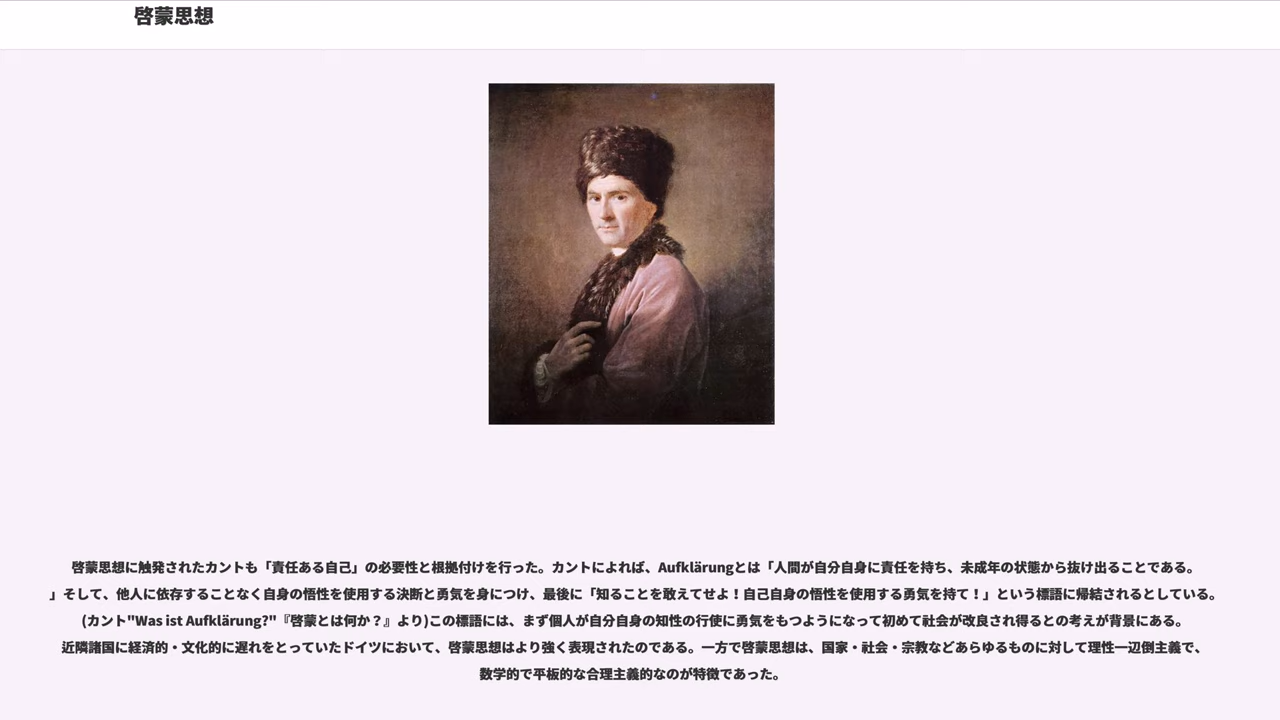 啓蒙思想
啓蒙思想に触発されたカントも「責任ある自己」の必要性と根拠付けを行った。カントによれば、Aufklärungとは「人間が自分自身に責任を持ち、未成年の状態から抜け出ることである。
」そして、他人に依存することなく自身の悟性を使用する決断と勇気を身につけ、最後に「知ることを敢えてせよ！自己自身の悟性を使用する勇気を持て！」という標語に帰結されるとしている。
(カント"Was ist Aufklärung?"『啓蒙とは何か？』より)この標語には、まず個人が自分自身の知性の行使に勇気をもつようになって初めて社会が改良され得るとの考えが背景にある。
近隣諸国に経済的・文化的に遅れをとっていたドイツにおいて、啓蒙思想はより強く表現されたのである。一方で啓蒙思想は、国家・社会・宗教などあらゆるものに対して理性一辺倒主義で、
数学的で平板的な合理主義的なのが特徴であった。